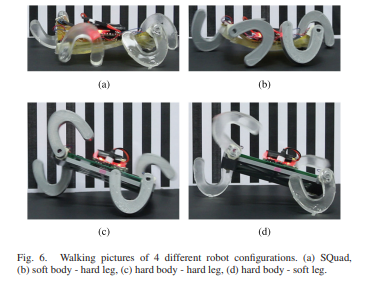 (a)
(b)
(c)
(d)
Fig. 6. Walking pictures of 4 different robot configurations. (a) SQuad,
(b) soft body - hard leg, (c) hard body - hard leg, (d) hard body - soft leg.